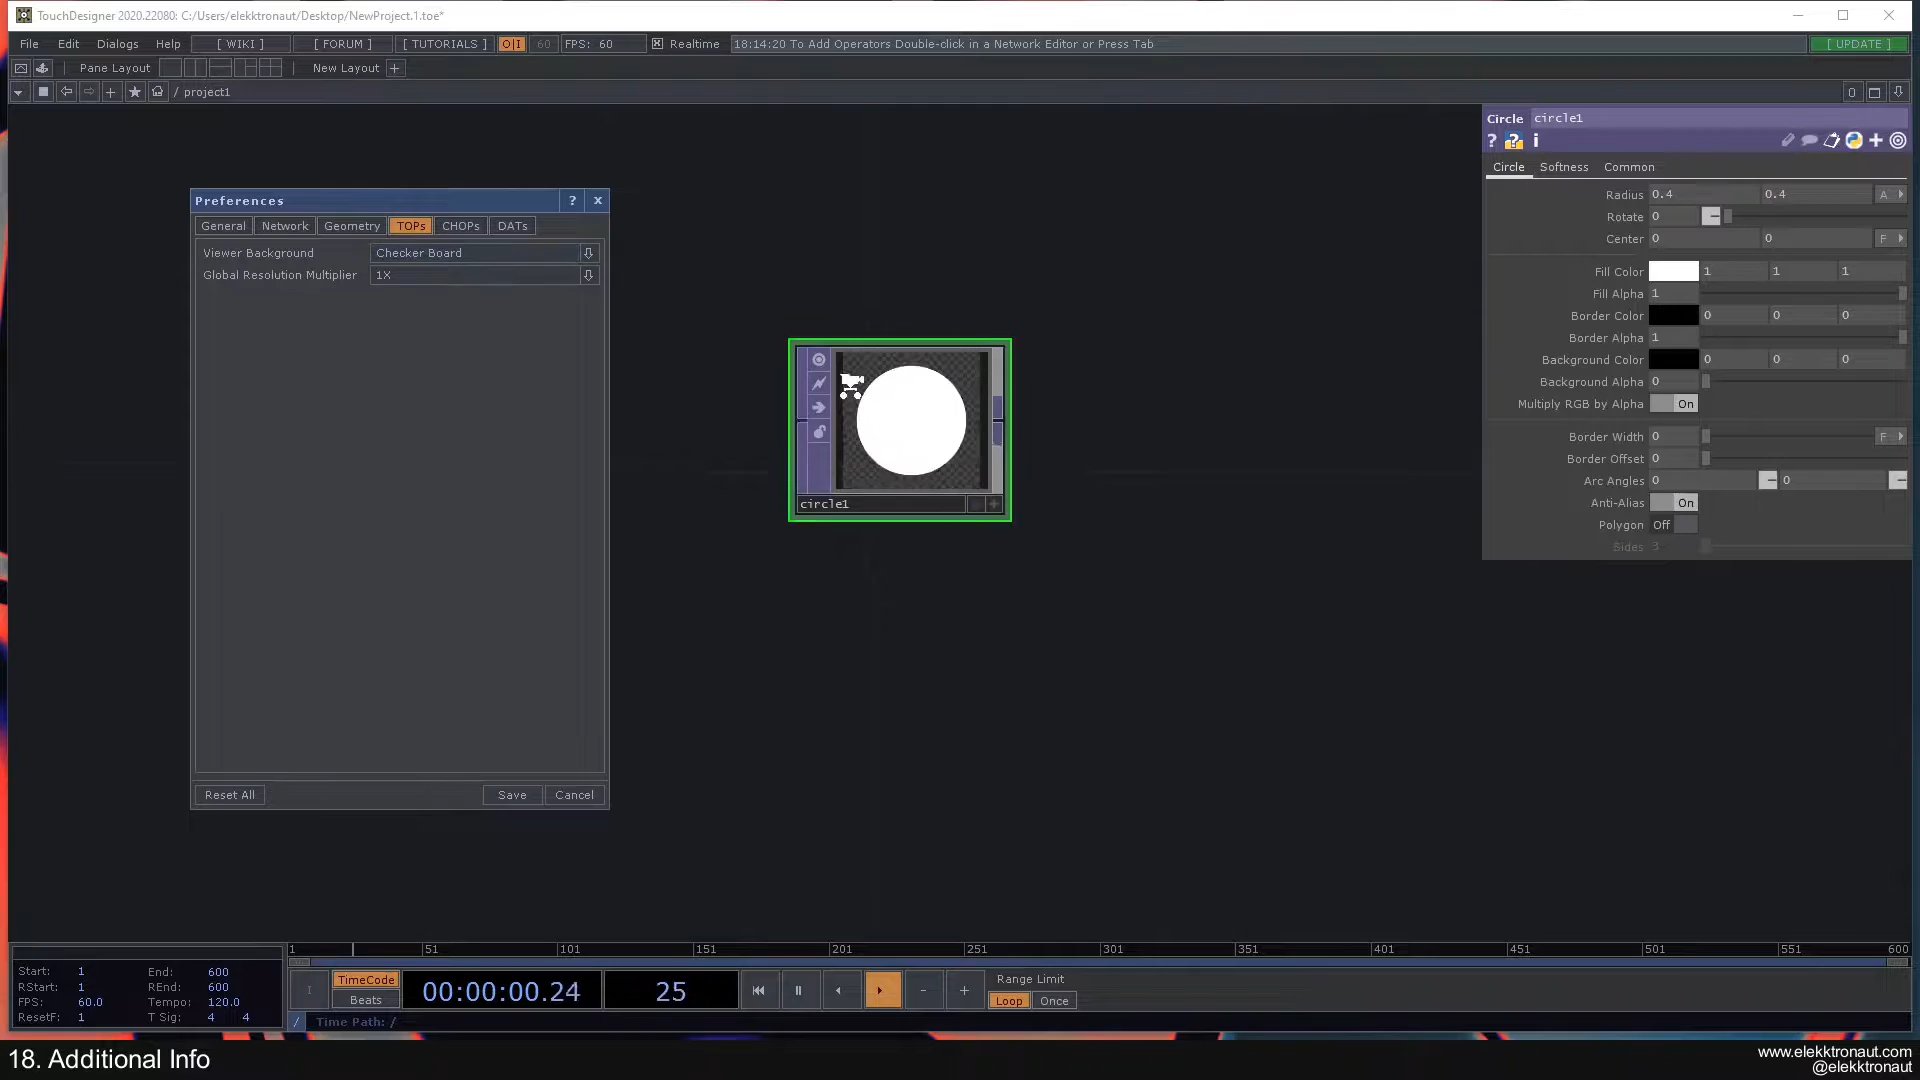 TouchDesigner 2020.22080: C:/Users/elekktronaut/Desktop/NewProject.1.toe*
File Edit Dialogs Help [ WIKI ] [ FORUM ] [ TUTORIALS ] O|I 60 FPS: 60 Realtime 18:14:20 To Add Operators Double-click in a Network Editor or Press Tab [ UPDATE ]
Pane Layout New Layout +
/ project1 0
Circle circle1
? ? i
Circle Softness Common
Radius 0.4 0.4 A
Rotate 0
Center 0 0 F
Fill Color 1 1 1
Fill Alpha 1
Border Color 0 0 0
Border Alpha 1
Background Color 0 0 0
Background Alpha 0
Multiply RGB by Alpha On
Border Width 0 F
Border Offset 0
Arc Angles 0 0
Anti-Alias On
Polygon Off
Sides 3
Preferences ? x
General Network Geometry TOPs CHOPs DATs
Viewer Background Checker Board
Global Resolution Multiplier 1X
Reset All Save Cancel
circle1
1 51 101 151 201 251 301 351 401 451 501 551 600
Start: 1 End: 600
RStart: 1 REnd: 600
FPS: 60.0 Tempo: 120.0
ResetF: 1 T Sig: 4 4
I TimeCode Beats 00:00:00.24 25 - + Range Limit
Loop Once
/ Time Path: /
18. Additional Info
www.elekktronaut.com
@elekktronaut